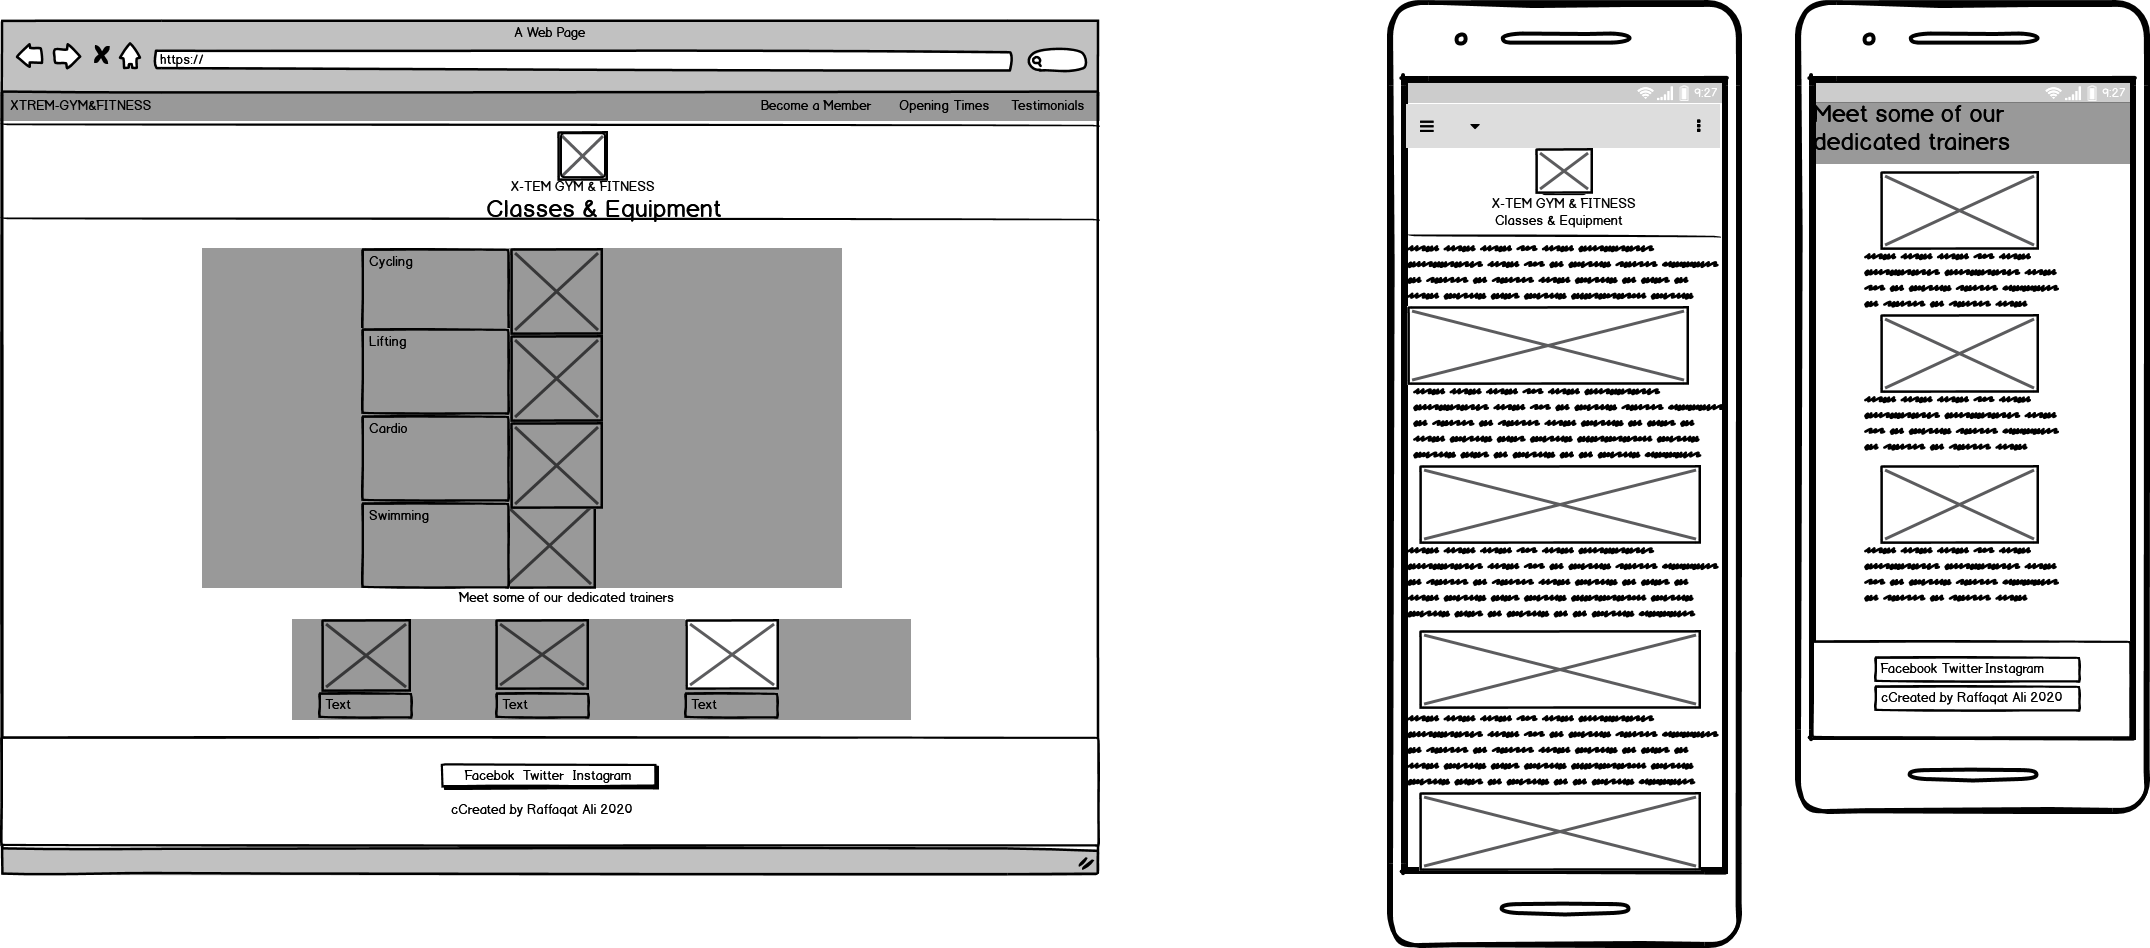 A Web Page
https://
XTREM-GYM&FITNESS Become a Member Opening Times Testimonials
X-TEM GYM & FITNESS
Classes & Equipment
Cycling
Lifting
Cardio
Swimming
Meet some of our dedicated trainers
Text Text Text
Facebok Twitter Instagram
cCreated by Raffaqat Ali 2020
9:27
X-TEM GYM & FITNESS
Classes & Equipment
9:27
Meet some of our
dedicated trainers
Facebook Twitter Instagram
cCreated by Raffaqat Ali 2020